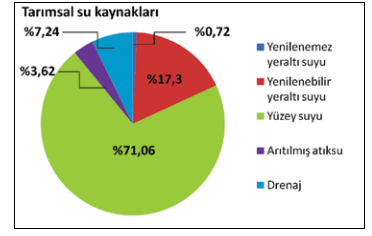 Tarımsal su kaynakları
%7,24
%0,72
%3,62
%17,3
%71,06
Yenilenemez
yeraltı suyu
Yenilenebilir
yeraltı suyu
Yüzey suyu
Arıtılmış atıksu
Drenaj